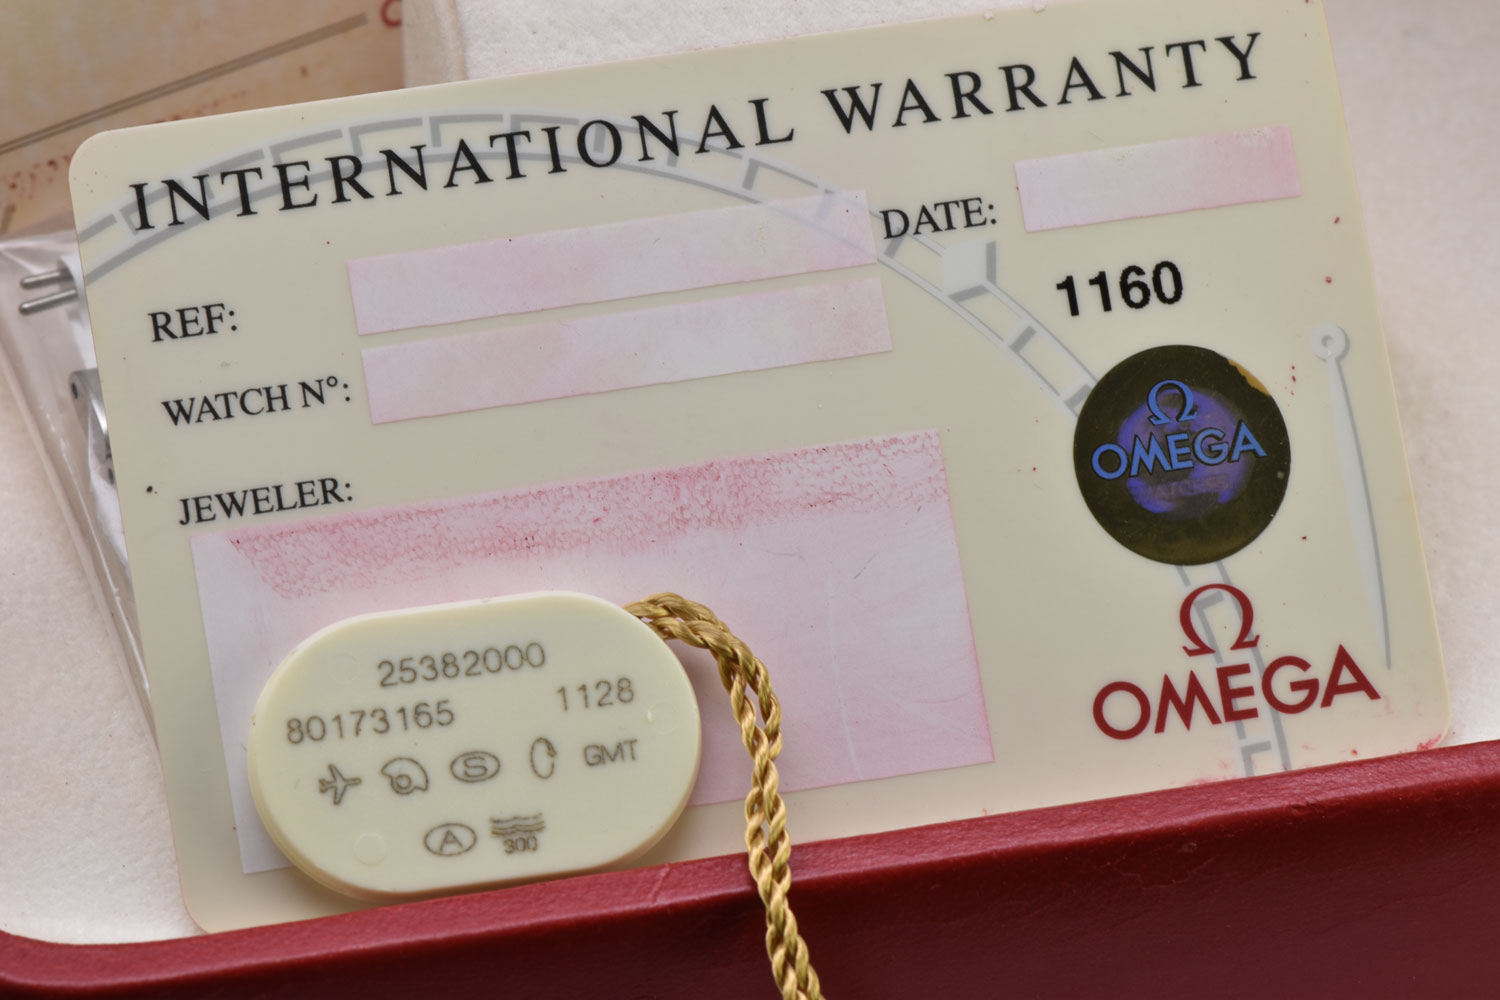 INTERNATIONAL WARRANTY
DATE:
REF:
1160
WATCH N°:
Ω
OMEGA
JEWELER:
Ω
OMEGA
25382000
80173165 1128
S GMT
A 300